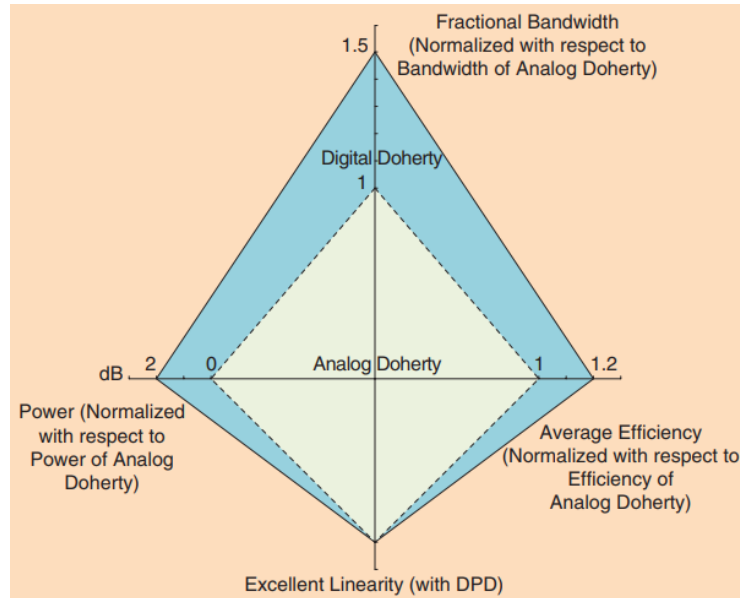 Fractional Bandwidth
(Normalized with respect to
Bandwidth of Analog Doherty)
1.5
Digital Doherty
1
dB
2
0
Analog Doherty
1
1.2
Power (Normalized
with respect to
Power of Analog
Doherty)
Average Efficiency
(Normalized with respect to
Efficiency of
Analog Doherty)
Excellent Linearity (with DPD)